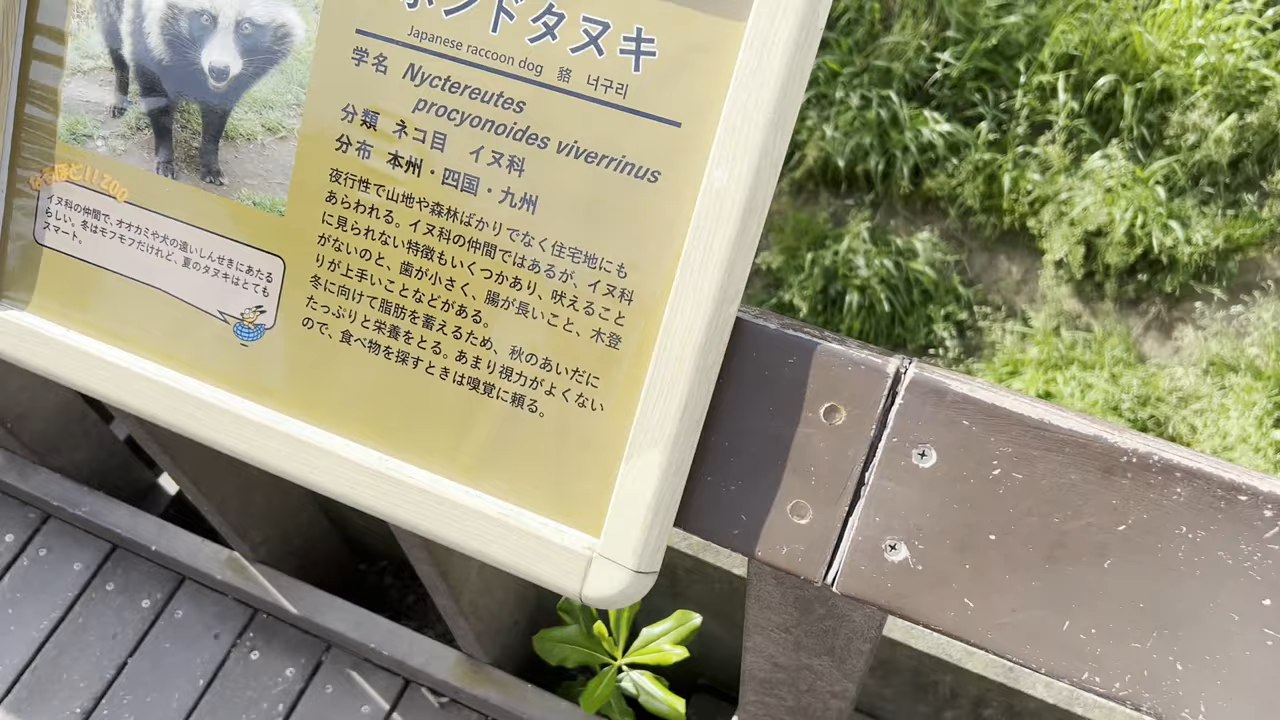 ホンドタヌキ
Japanese raccoon dog 貉 너구리
学名 Nyctereutes
procyonoides viverrinus
分類 ネコ目 イヌ科
分布 本州・四国・九州
夜行性で山地や森林ばかりでなく住宅地にも
あらわれる。イヌ科の仲間ではあるが、イヌ科
に見られない特徴もいくつかあり、吠えること
がないのと、歯が小さく、腸が長いこと、木登
りが上手いことなどがある。
冬に向けて脂肪を蓄えるため、秋のあいだに
たっぷりと栄養をとる。あまり視力がよくない
ので、食べ物を探すときは嗅覚に頼る。
なるほど!!ZOO
イヌ科の仲間で、オオカミや犬の遠いしんせきにあたる
らしい。冬はモフモフだけれど、夏のタヌキはとても
スマート。